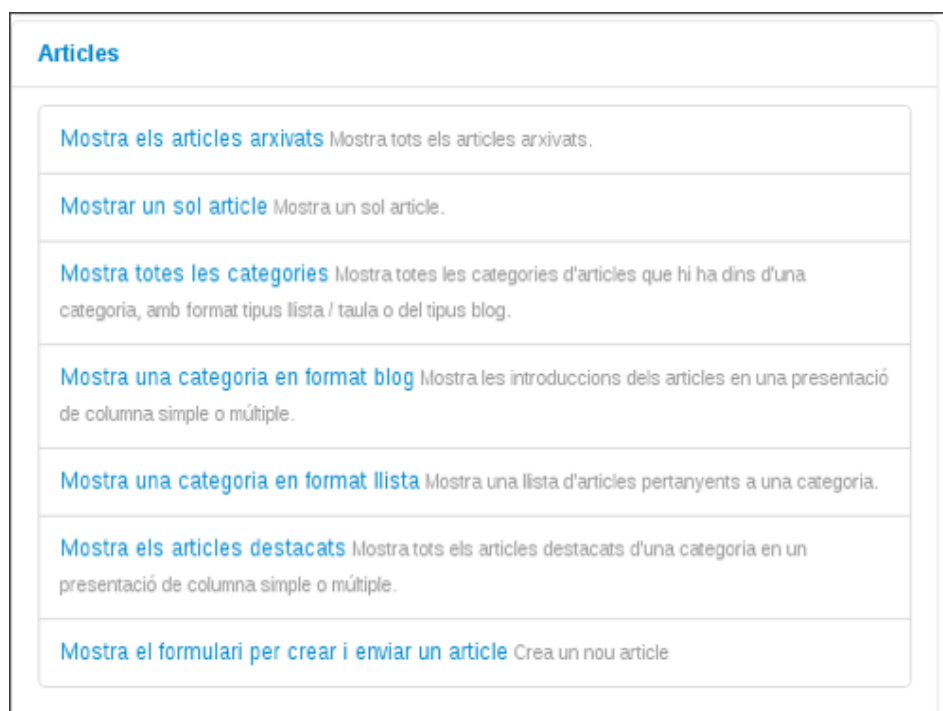 Articles
Mostra els articles arxivats Mostra tots els articles arxivats.
Mostrar un sol article Mostra un sol article.
Mostra totes les categories Mostra totes les categories d'articles que hi ha dins d'una
categoria, amb format tipus llista / taula o del tipus blog.
Mostra una categoria en format blog Mostra les introduccions dels articles en una presentació
de columna simple o múltiple.
Mostra una categoria en format llista Mostra una llista d'articles pertanyents a una categoria.
Mostra els articles destacats Mostra tots els articles destacats d'una categoria en un
presentació de columna simple o múltiple.
Mostra el formulari per crear i enviar un article Crea un nou article